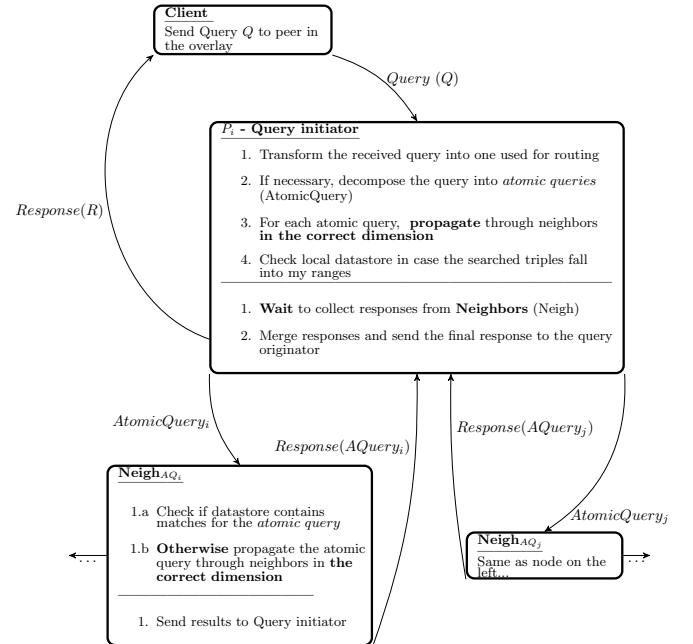 Client
Send Query Q to peer in
the overlay
Query (Q)
P_i - Query initiator
1. Transform the received query into one used for routing
2. If necessary, decompose the query into atomic queries
(AtomicQuery)
3. For each atomic query, propagate through neighbors
in the correct dimension
4. Check local datastore in case the searched triples fall
into my ranges
Response(R)
1. Wait to collect responses from Neighbors (Neigh)
2. Merge responses and send the final response to the query
originator
AtomicQuery_i
Response(AQuery_i)
Response(AQuery_j)
AtomicQuery_j
Neigh_AQ_i
1.a Check if datastore contains
matches for the atomic query
1.b Otherwise propagate the atomic
query through neighbors in the
correct dimension
1. Send results to Query initiator
...
Neigh_AQ_j
Same as node on the
left...
...